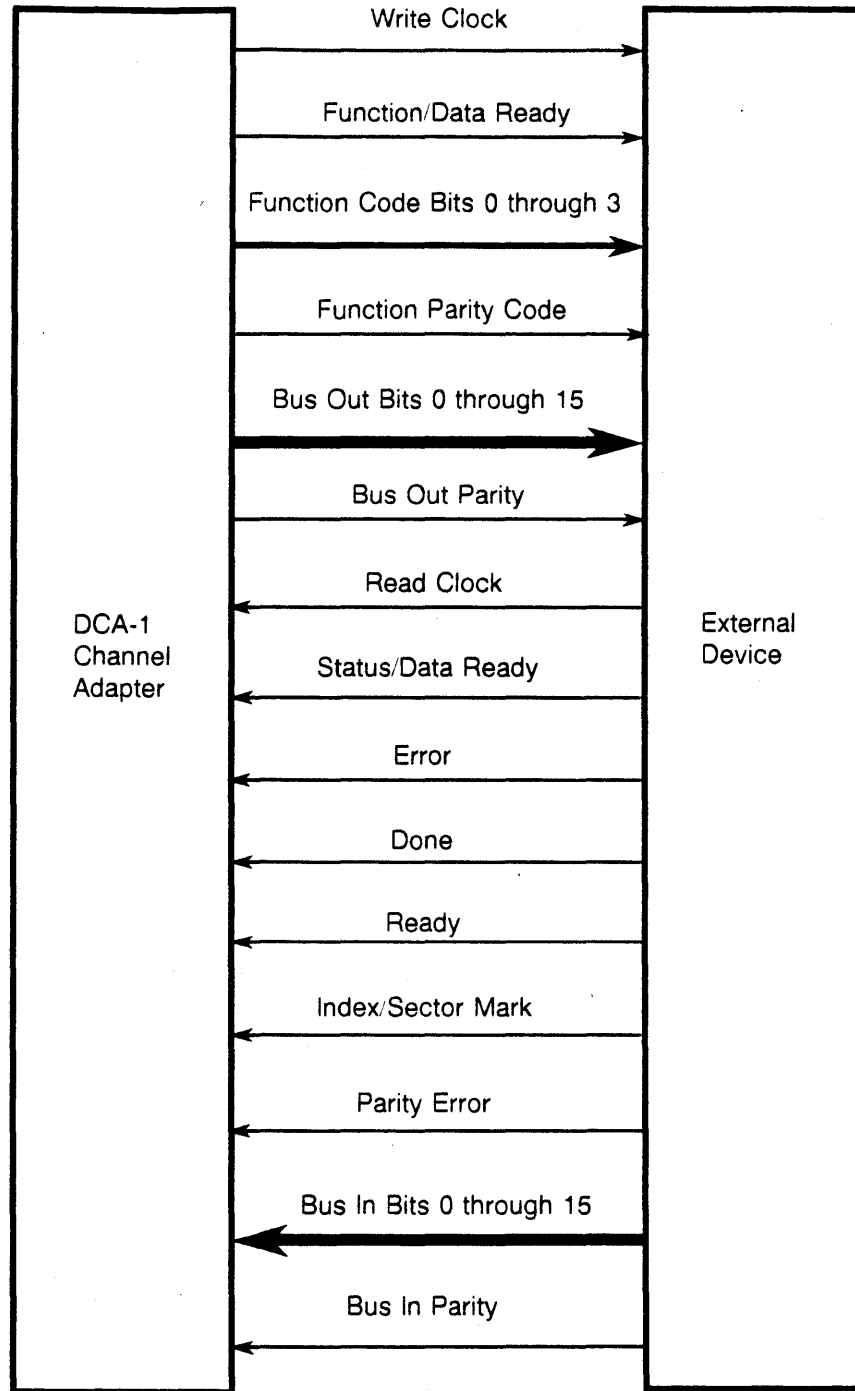 Write Clock
Function/Data Ready
Function Code Bits 0 through 3
Function Parity Code
Bus Out Bits 0 through 15
Bus Out Parity
Read Clock
DCA-1
Channel
Adapter
External
Device
Status/Data Ready
Error
Done
Ready
Index/Sector Mark
Parity Error
Bus In Bits 0 through 15
Bus In Parity